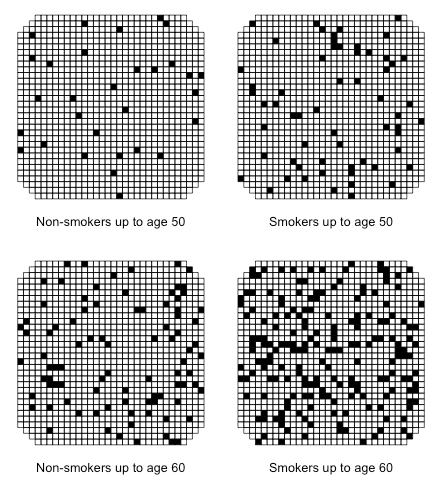 Non-smokers up to age 50
Smokers up to age 50
Non-smokers up to age 60
Smokers up to age 60